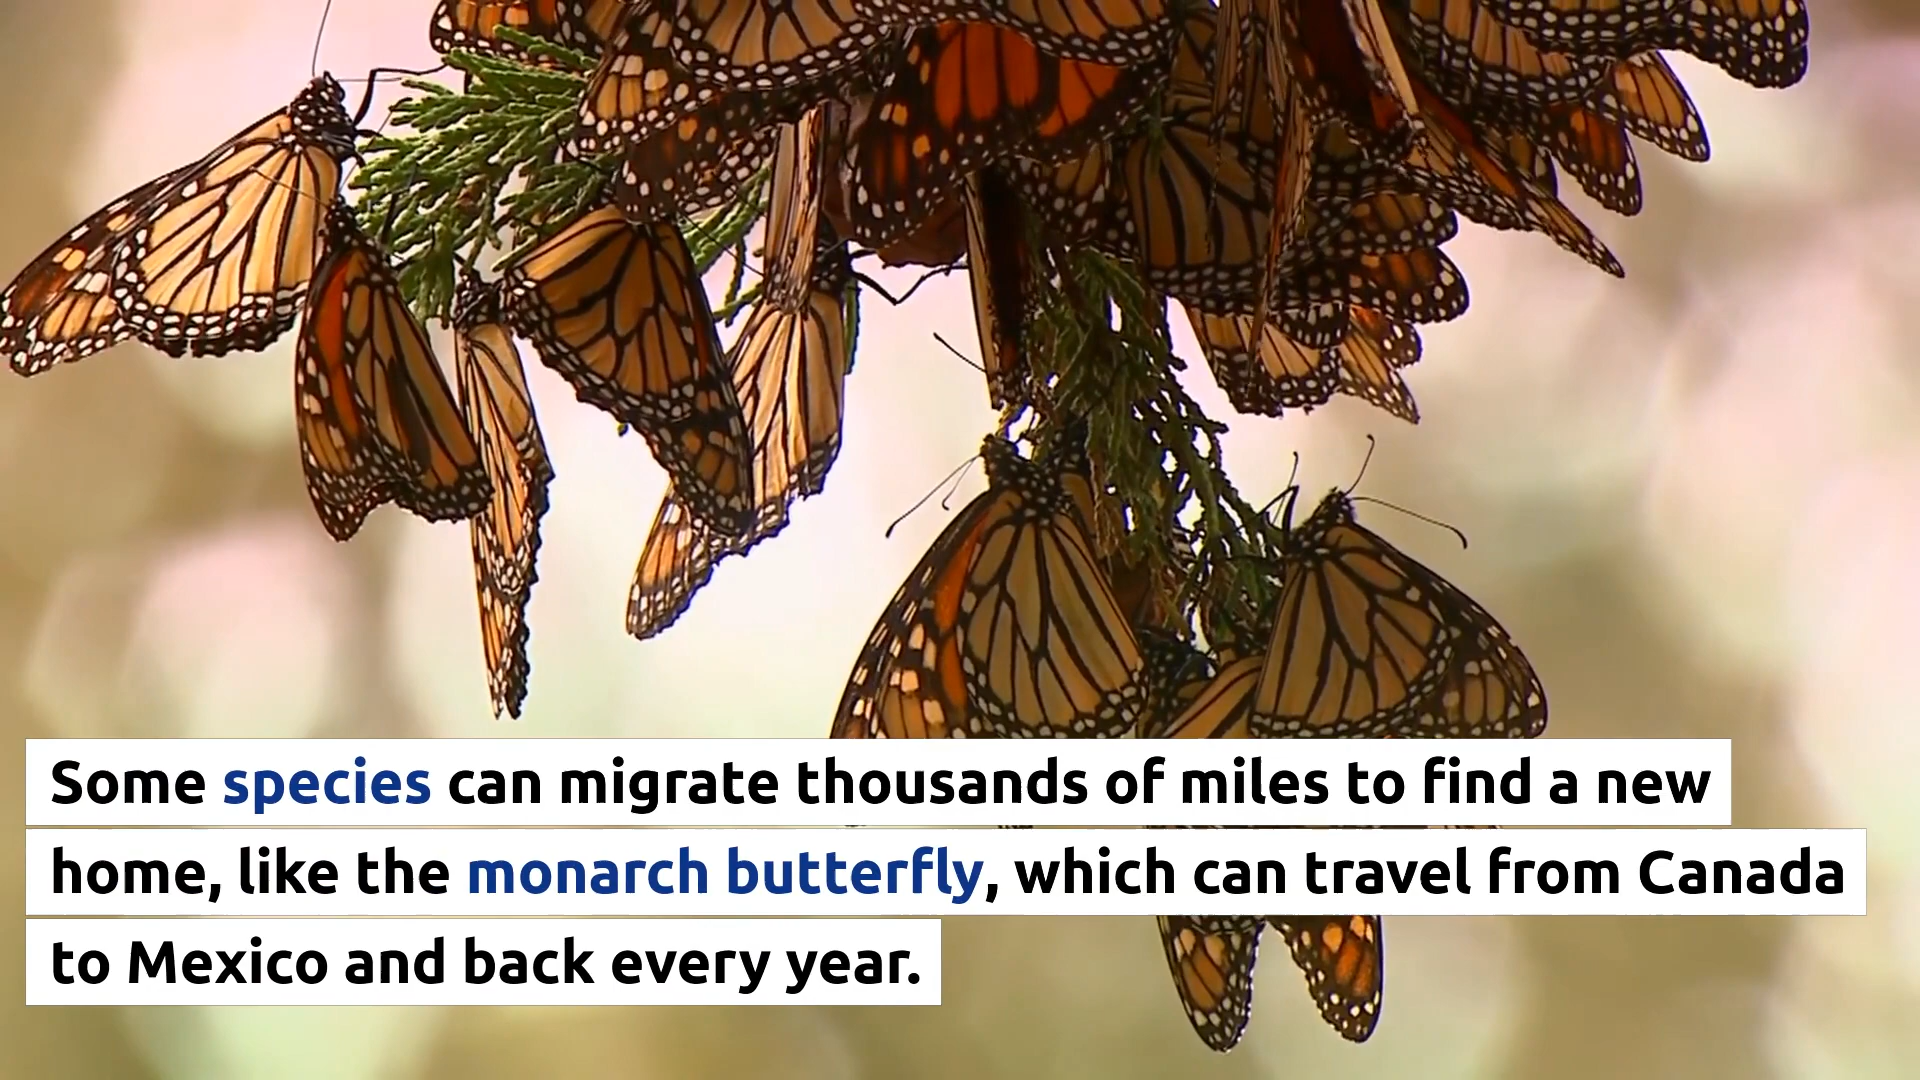 Some species can migrate thousands of miles to find a new
home, like the monarch butterfly, which can travel from Canada
to Mexico and back every year.